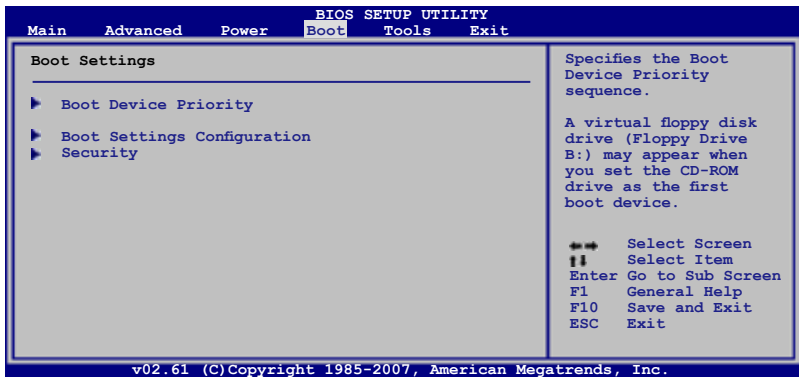 BIOS SETUP UTILITY
Main Advanced Power Boot Tools Exit
Boot Settings
Boot Device Priority
Boot Settings Configuration
Security
Specifies the Boot
Device Priority
sequence.
A virtual floppy disk
drive (Floppy Drive
B:) may appear when
you set the CD-ROM
drive as the first
boot device.
Select Screen
Select Item
Enter Go to Sub Screen
F1 General Help
F10 Save and Exit
ESC Exit
v02.61 (C)Copyright 1985-2007, American Megatrends, Inc.